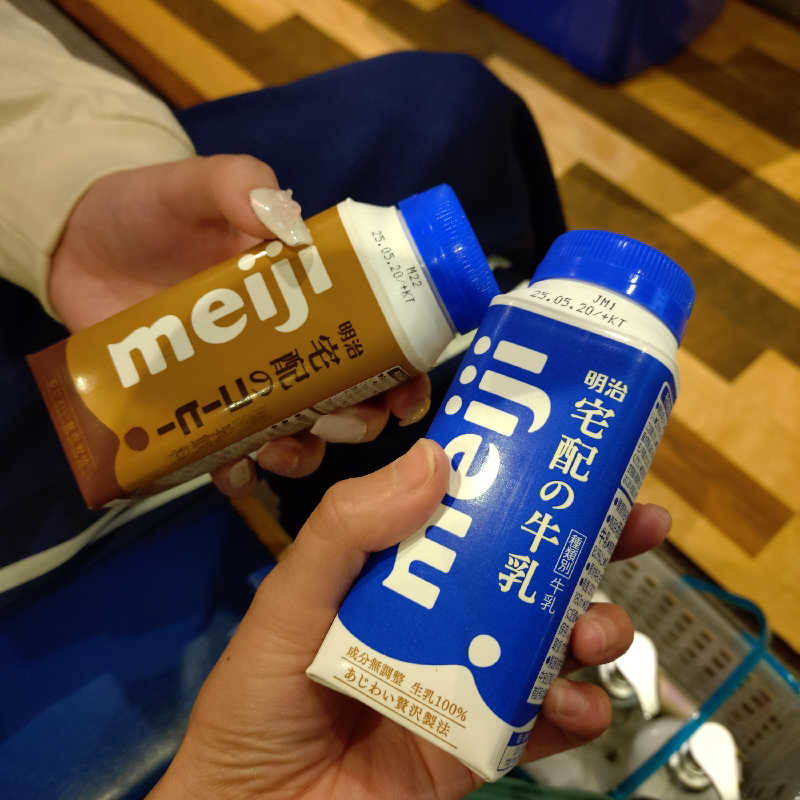 M22
25.05.20/+KT
meiji
明治
宅配のコーヒー
JM1
25.05.20/+KT
meiji
明治
宅配の牛乳
種類別 牛乳
成分無調整 生乳100%
あじわい贅沢製法